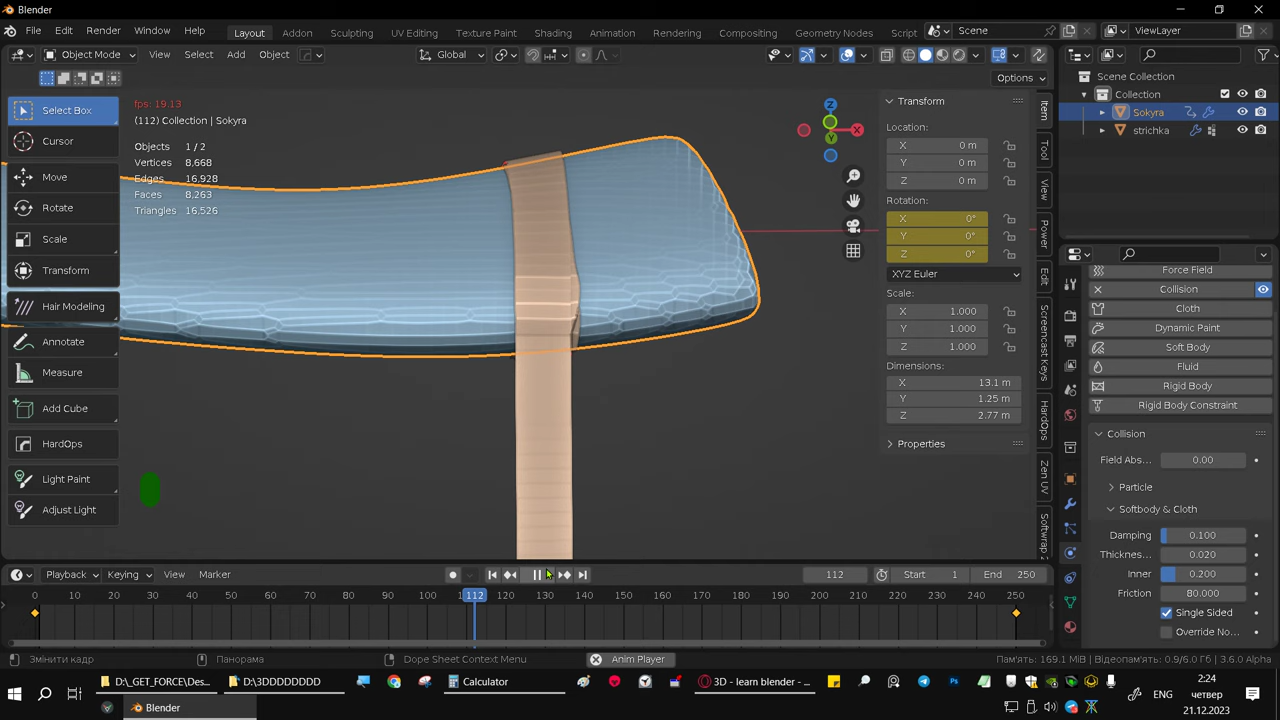 Blender
File Edit Render Window Help Layout Addon Sculpting UV Editing Texture Paint Shading Animation Rendering Compositing Geometry Nodes Script Scene ViewLayer
Object Mode View Select Add Object Global
Options
Select Box
Cursor
Move
Rotate
Scale
Transform
Hair Modeling
Annotate
Measure
Add Cube
HardOps
Light Paint
Adjust Light
fps: 19.13
(112) Collection | Sokyra
Objects 1 / 2
Vertices 8,668
Edges 16,928
Faces 8,263
Triangles 16,526
Z
X
Y
Transform
Location:
X 0 m
Y 0 m
Z 0 m
Rotation:
X 0°
Y 0°
Z 0°
XYZ Euler
Scale:
X 1.000
Y 1.000
Z 1.000
Dimensions:
X 13.1 m
Y 1.25 m
Z 2.77 m
Properties
Item
Tool
View
Power
Edit
Screencast Keys
HardOps
Zen UV
Softwrap 2
Scene Collection
Collection
Sokyra
strichka
Force Field
Collision
Cloth
Dynamic Paint
Soft Body
Fluid
Rigid Body
Rigid Body Constraint
Collision
Field Abs... 0.00
Particle
Softbody & Cloth
Damping 0.100
Thicknes... 0.020
Inner 0.200
Friction 80.000
Single Sided
Override No...
Playback Keying View Marker 112 Start 1 End 250
0 10 20 30 40 50 60 70 80 90 100 112 120 130 140 150 160 170 180 190 200 210 220 230 240 250
Змінити кадр Панорама Dope Sheet Context Menu Anim Player Пам'ять: 169.1 MiB | Відеопам'ять: 0.9/6.0 Гб | 3.6.0 Alpha
D:\_GET_FORCE\Des... D:\3DDDDDDDD Calculator 3D - learn blender - ...
Blender
ENG
2:24
четвер
21.12.2023